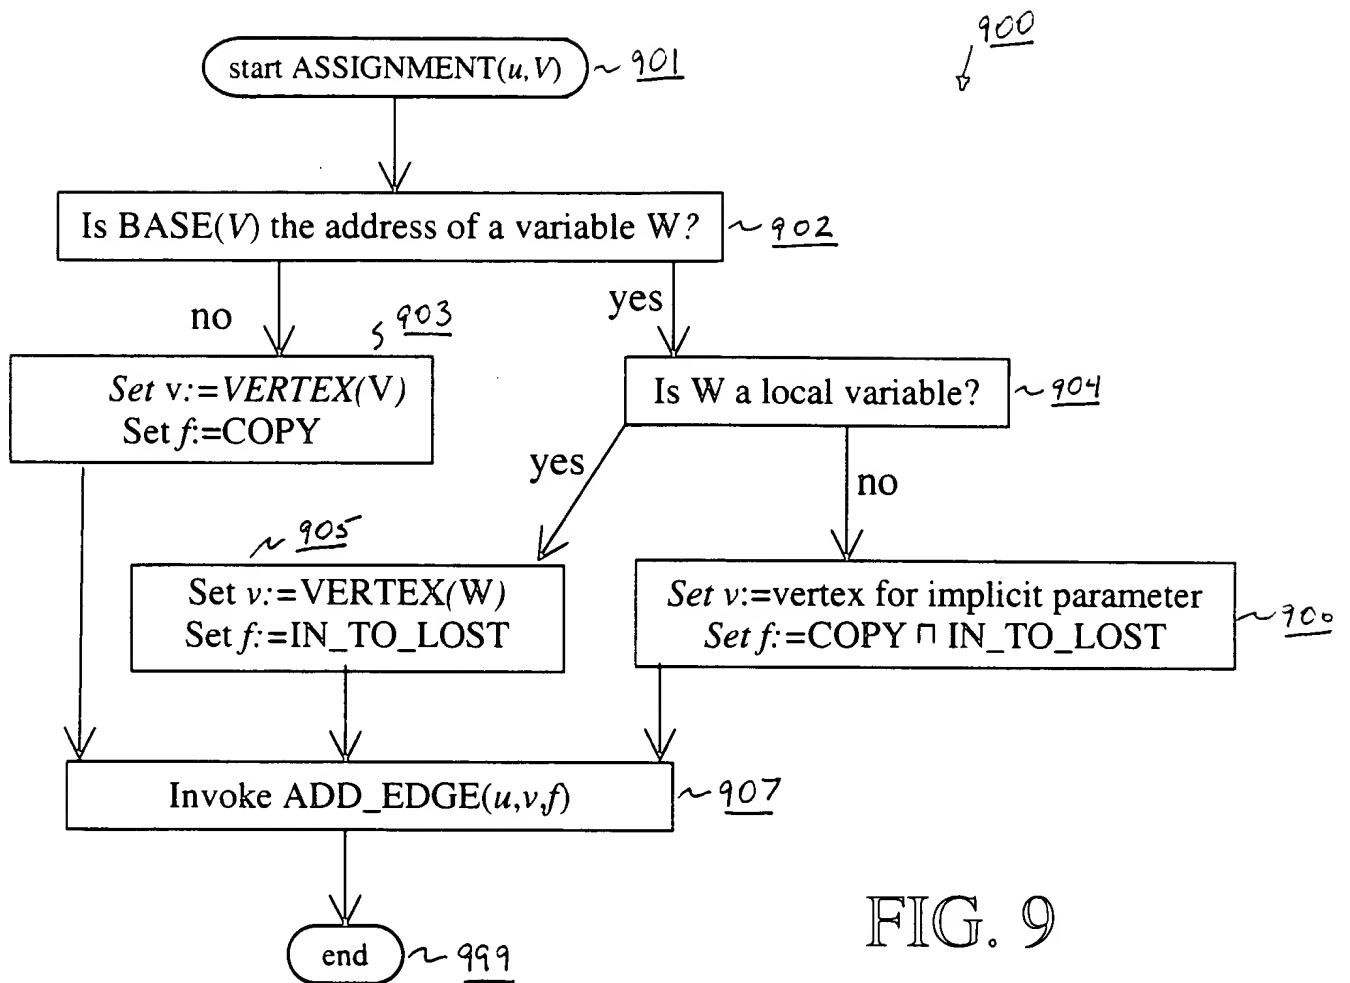 900
start ASSIGNMENT(u,V) ~ 901
Is BASE(V) the address of a variable W? ~ 902
no
yes
903
Set v:=VERTEX(V)
Set f:=COPY
Is W a local variable? ~ 904
yes
no
905
Set v:=VERTEX(W)
Set f:=IN_TO_LOST
Set v:=vertex for implicit parameter
Set f:=COPY ⊓ IN_TO_LOST
~900
Invoke ADD_EDGE(u,v,f) ~ 907
end ~ 999
FIG. 9